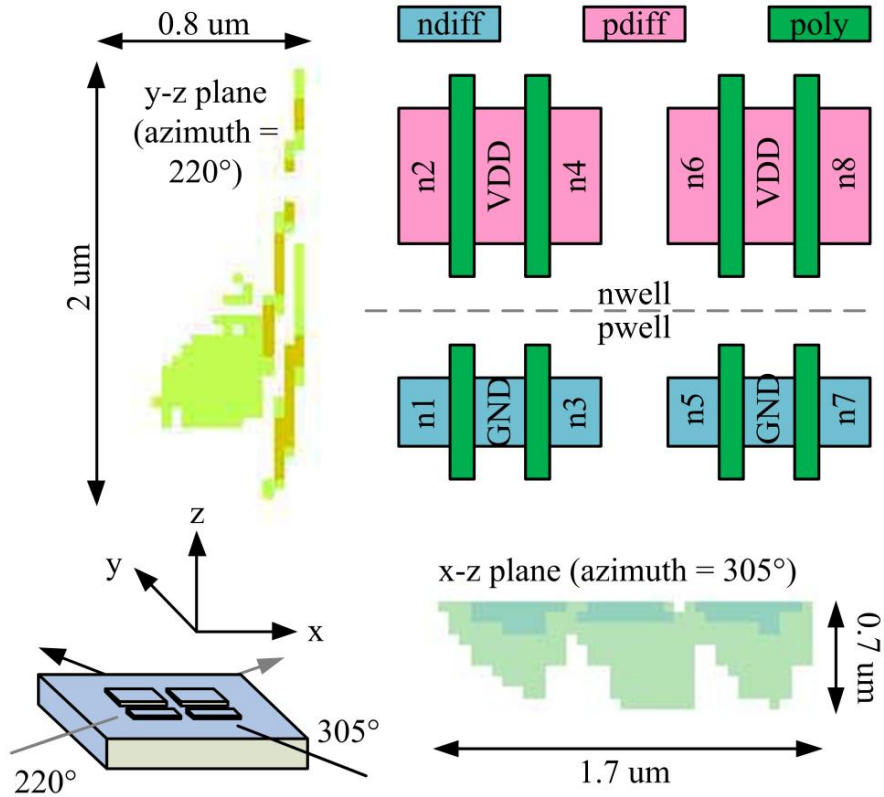 0.8 um
ndiff
pdiff
poly
y-z plane
(azimuth =
220°)
2 um
n2
VDD
n4
n6
VDD
n8
nwell
pwell
n1
GND
n3
n5
GND
n7
z
y
x
x-z plane (azimuth = 305°)
0.7 um
305°
220°
1.7 um